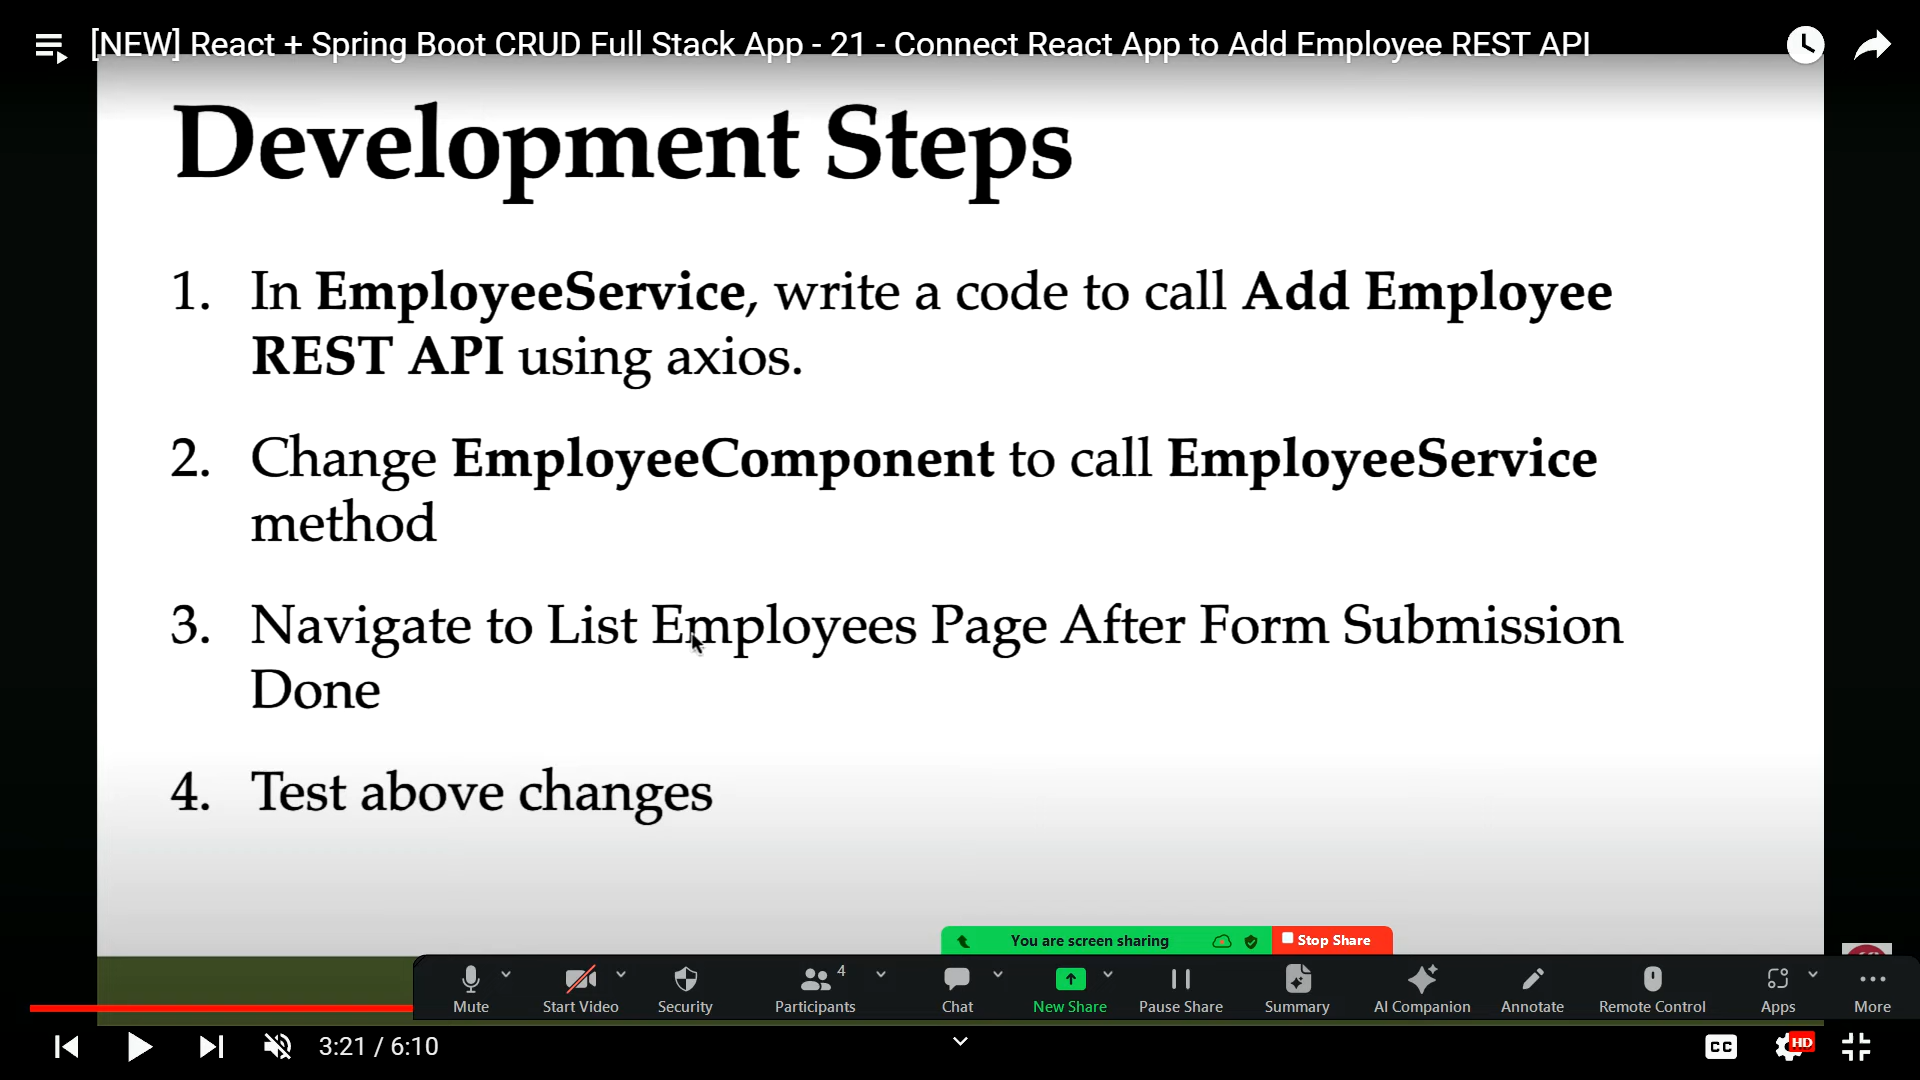 [NEW] React + Spring Boot CRUD Full Stack App - 21 - Connect React App to Add Employee REST API
Development Steps
1. In EmployeeService, write a code to call Add Employee
REST API using axios.
2. Change EmployeeComponent to call EmployeeService
method
3. Navigate to List Employees Page After Form Submission
Done
4. Test above changes
You are screen sharing Stop Share
4
Mute Start Video Security Participants Chat New Share Pause Share Summary AI Companion Annotate Remote Control Apps More
3:21 / 6:10 CC HD